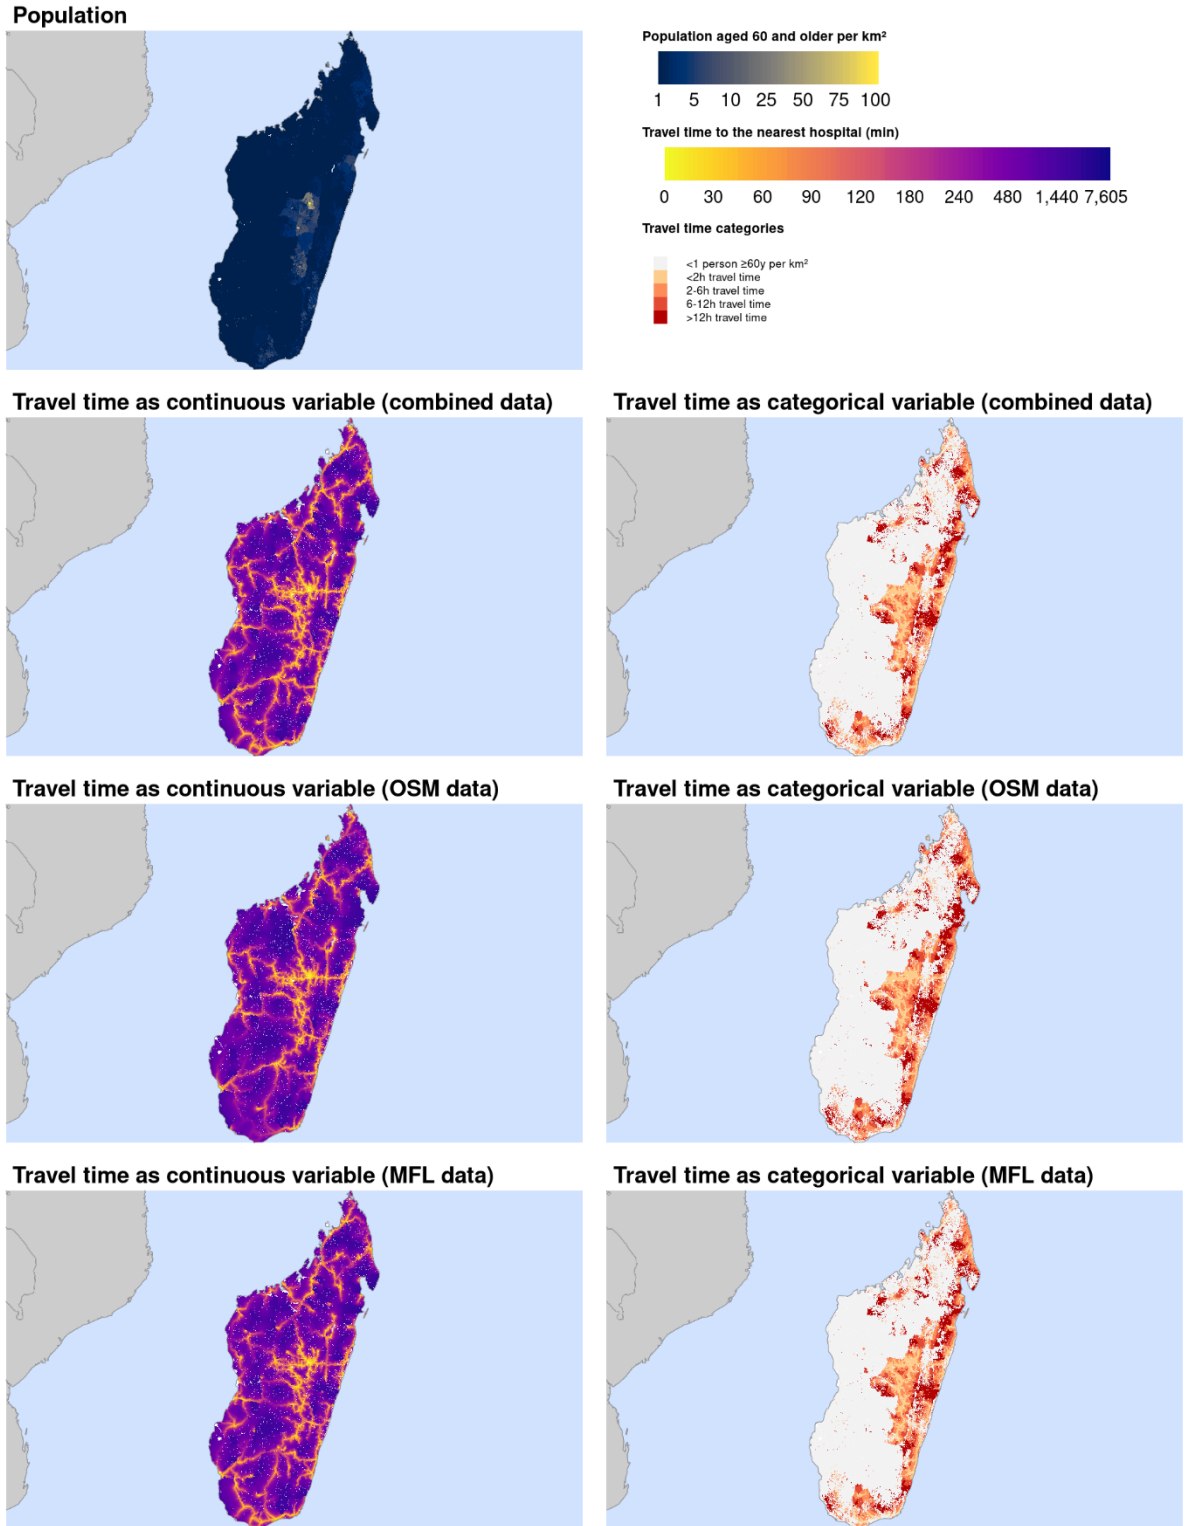 Population
Population aged 60 and older per km²
1 5 10 25 50 75 100
Travel time to the nearest hospital (min)
0 30 60 90 120 180 240 480 1,440 7,605
Travel time categories
<1 person ≥60y per km²
<2h travel time
2-6h travel time
6-12h travel time
>12h travel time
Travel time as continuous variable (combined data)
Travel time as categorical variable (combined data)
Travel time as continuous variable (OSM data)
Travel time as categorical variable (OSM data)
Travel time as continuous variable (MFL data)
Travel time as categorical variable (MFL data)